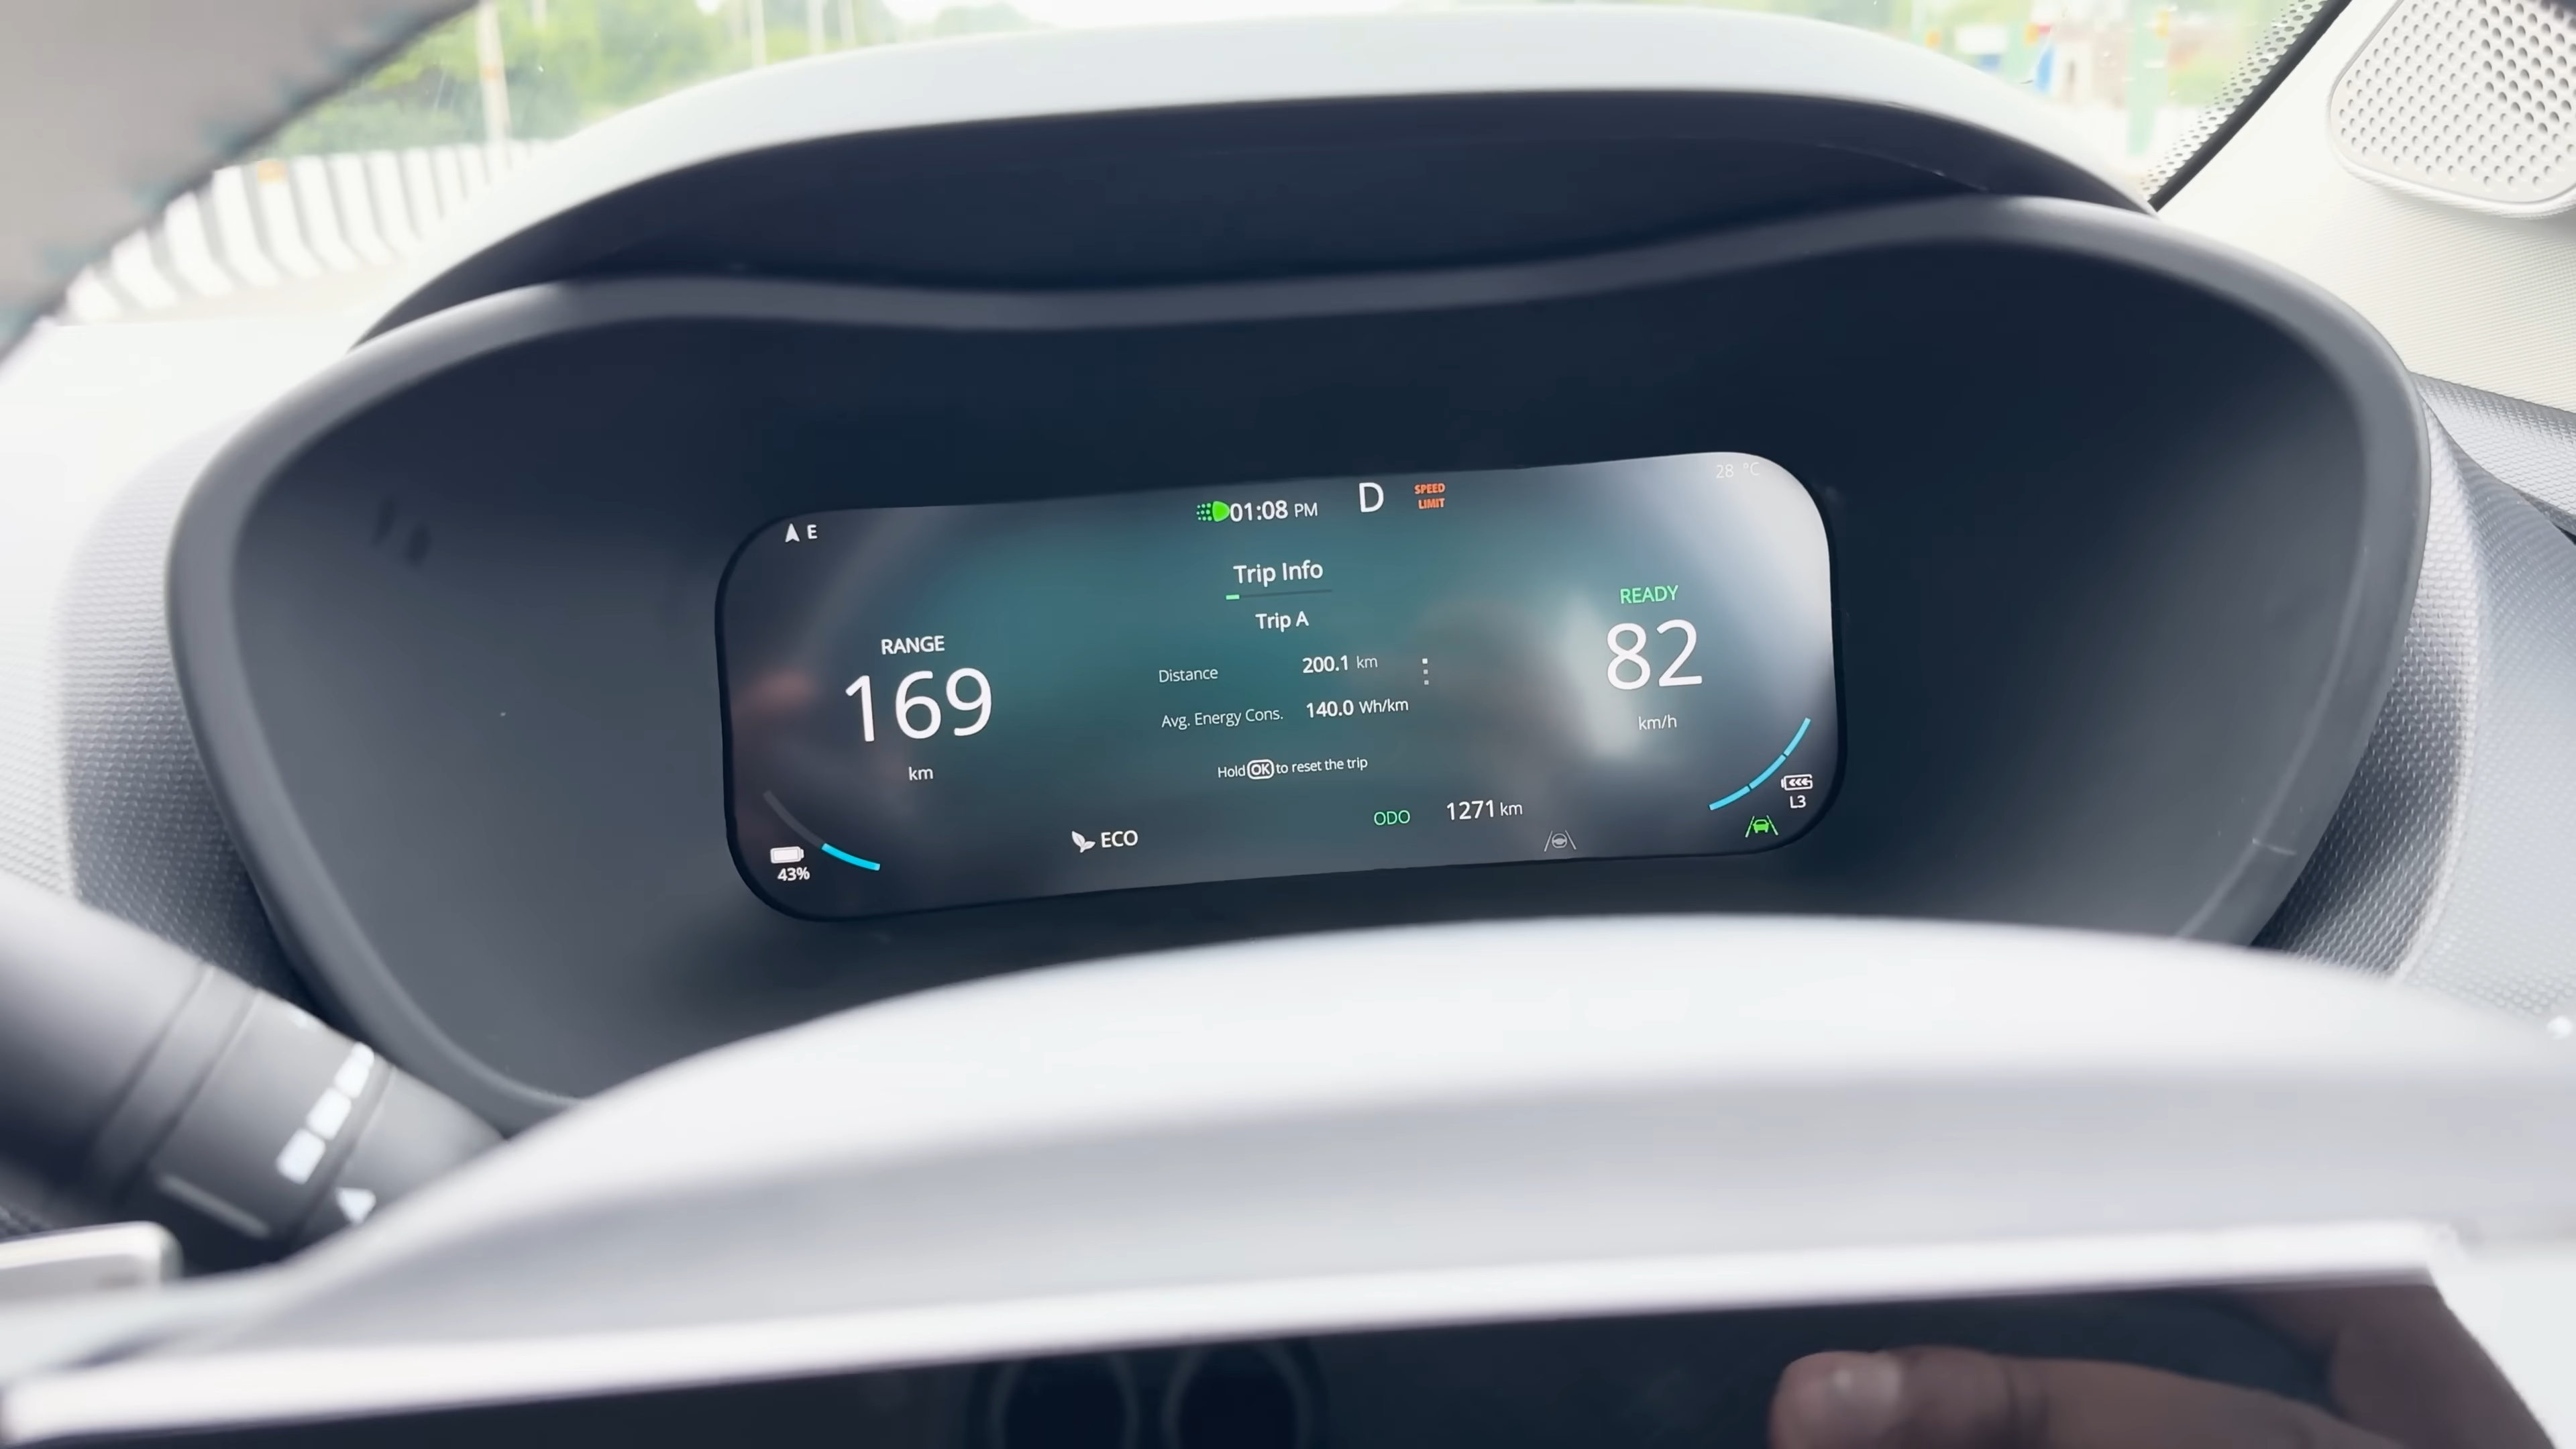 E
01:08 PM
D
SPEED
LIMIT
28 °C
Trip Info
Trip A
RANGE
169
km
Distance 200.1 km
Avg. Energy Cons. 140.0 Wh/km
Hold OK to reset the trip
READY
82
km/h
43%
ECO
ODO 1271 km
L3